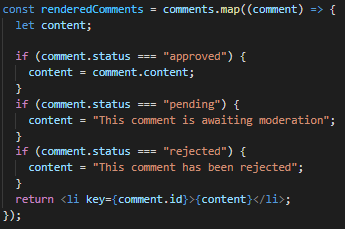 const renderedComments = comments.map((comment) => {
  let content;

  if (comment.status === "approved") {
    content = comment.content;
  }
  if (comment.status === "pending") {
    content = "This comment is awaiting moderation";
  }
  if (comment.status === "rejected") {
    content = "This comment has been rejected";
  }
  return <li key={comment.id}>{content}</li>;
});